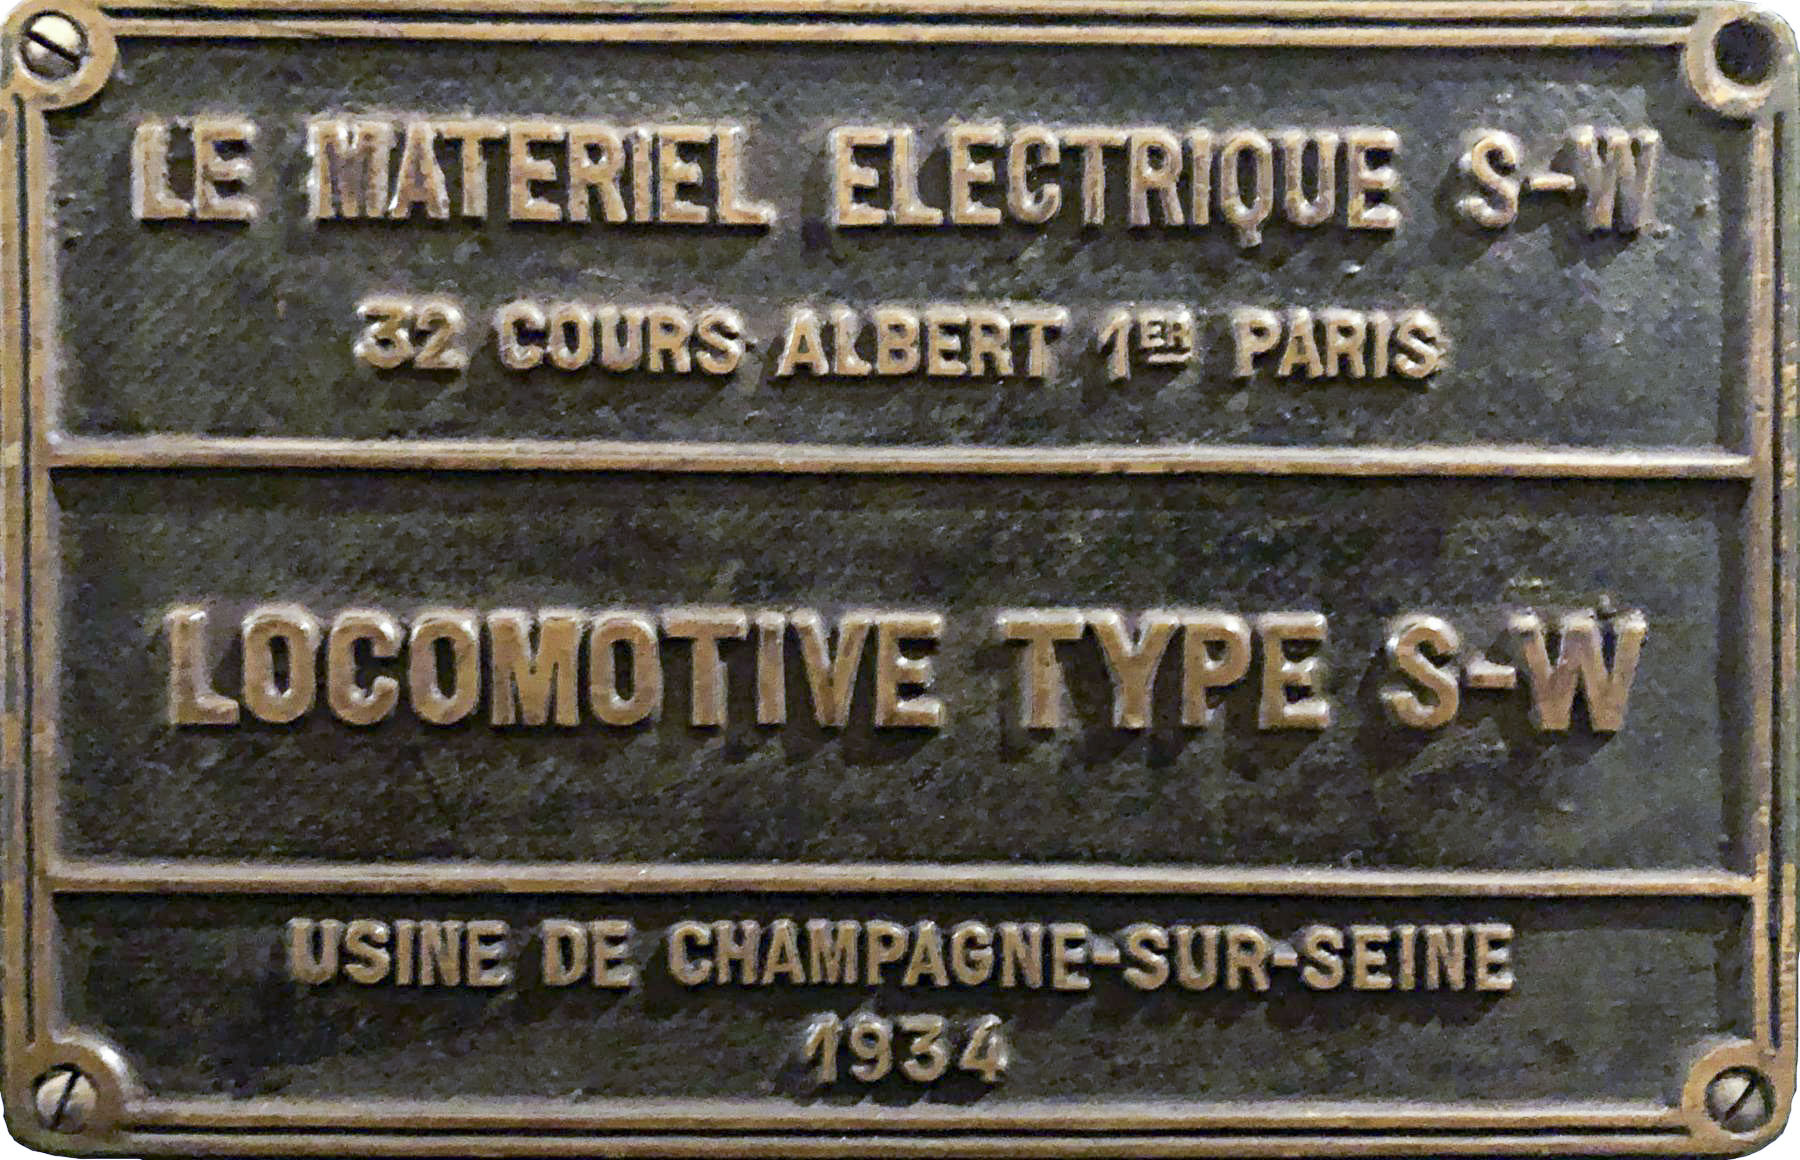 LE MATERIEL ELECTRIQUE S-W
32 COURS ALBERT 1ER PARIS
LOCOMOTIVE TYPE S-W
USINE DE CHAMPAGNE-SUR-SEINE
1934